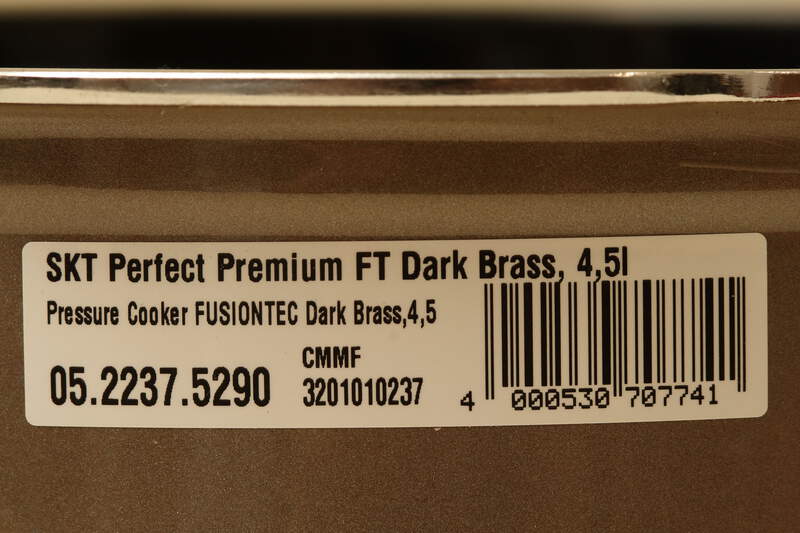 SKT Perfect Premium FT Dark Brass, 4,5l
Pressure Cooker FUSIONTEC Dark Brass,4,5
05.2237.5290
CMMF
3201010237
4 000530 707741